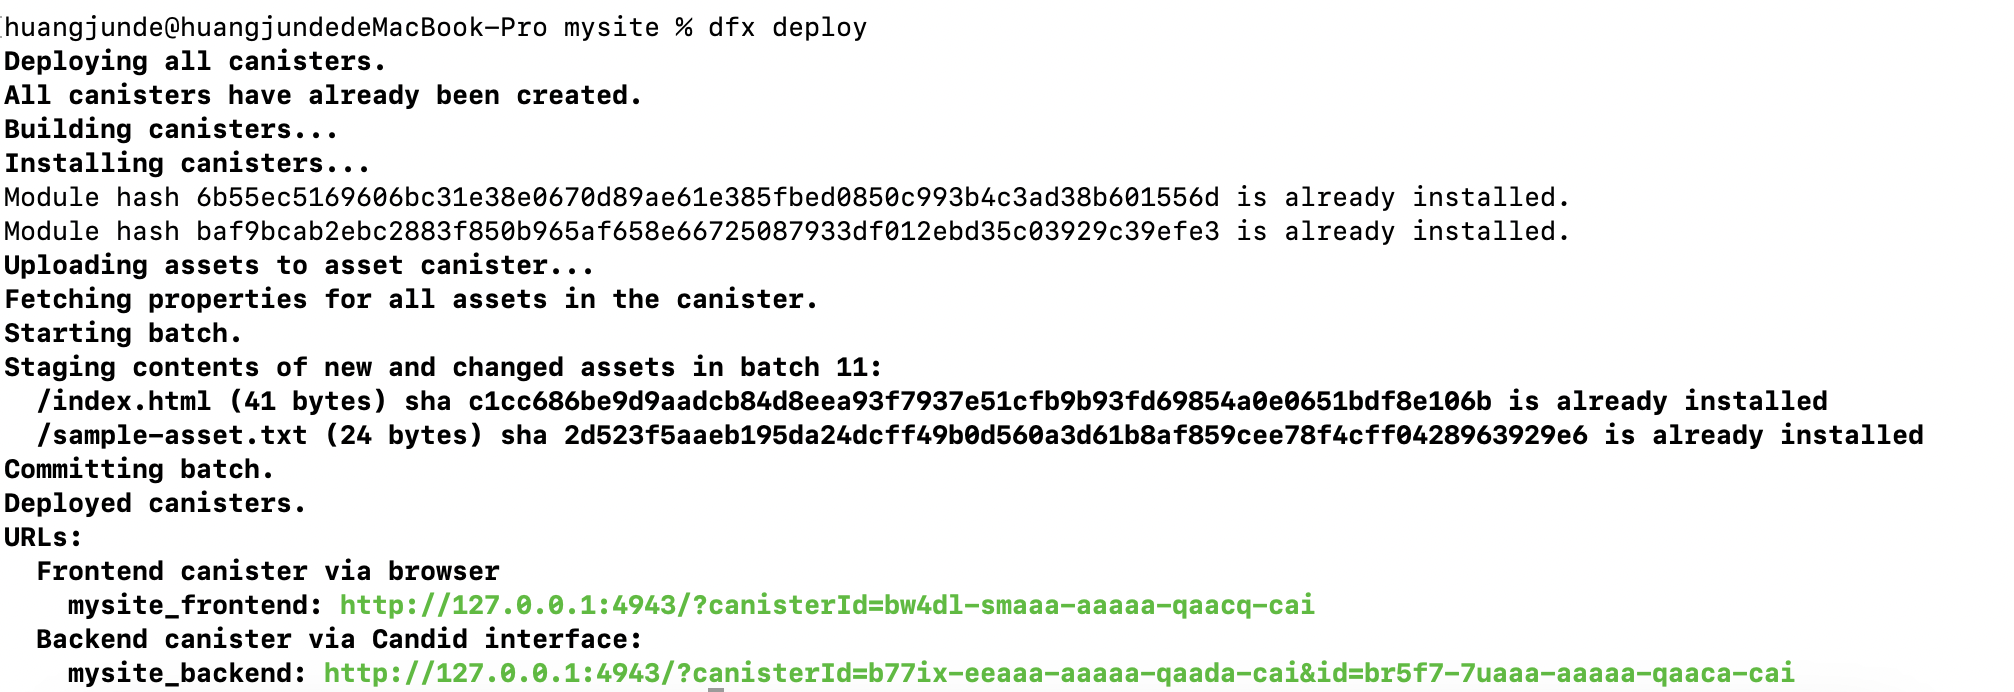 huangjunde@huangjundedeMacBook-Pro mysite % dfx deploy
Deploying all canisters.
All canisters have already been created.
Building canisters...
Installing canisters...
Module hash 6b55ec5169606bc31e38e0670d89ae61e385fbed0850c993b4c3ad38b601556d is already installed.
Module hash baf9bcab2ebc2883f850b965af658e66725087933df012ebd35c03929c39efe3 is already installed.
Uploading assets to asset canister...
Fetching properties for all assets in the canister.
Starting batch.
Staging contents of new and changed assets in batch 11:
  /index.html (41 bytes) sha c1cc686be9d9aadcb84d8eea93f7937e51cfb9b93fd69854a0e0651bdf8e106b is already installed
  /sample-asset.txt (24 bytes) sha 2d523f5aaeb195da24dcff49b0d560a3d61b8af859cee78f4cff0428963929e6 is already installed
Committing batch.
Deployed canisters.
URLs:
  Frontend canister via browser
    mysite_frontend: http://127.0.0.1:4943/?canisterId=bw4dl-smaaa-aaaaa-qaacq-cai
  Backend canister via Candid interface:
    mysite_backend: http://127.0.0.1:4943/?canisterId=b77ix-eeaaa-aaaaa-qaada-cai&id=br5f7-7uaaa-aaaaa-qaaca-cai